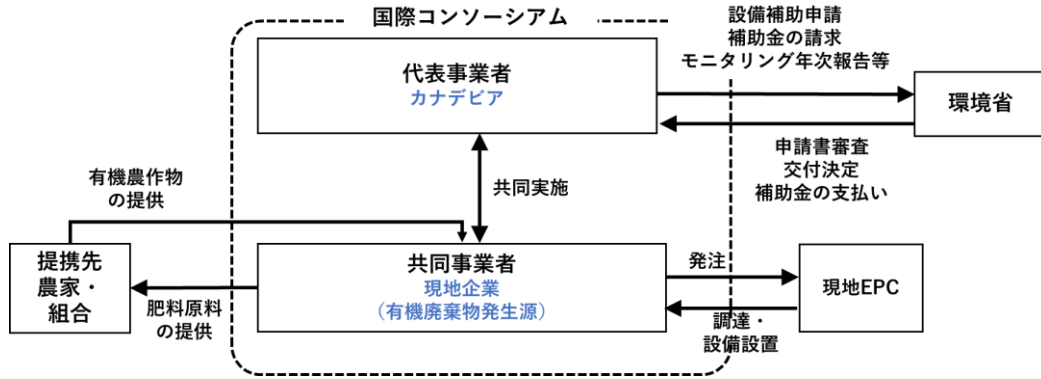 国際コンソーシアム
設備補助申請
補助金の請求
モニタリング年次報告等
代表事業者
カナデビア
環境省
申請書審査
交付決定
補助金の支払い
有機農作物
の提供
共同実施
提携先
農家・
組合
共同事業者
現地企業
（有機廃棄物発生源）
発注
現地EPC
肥料原料
の提供
調達・
設備設置